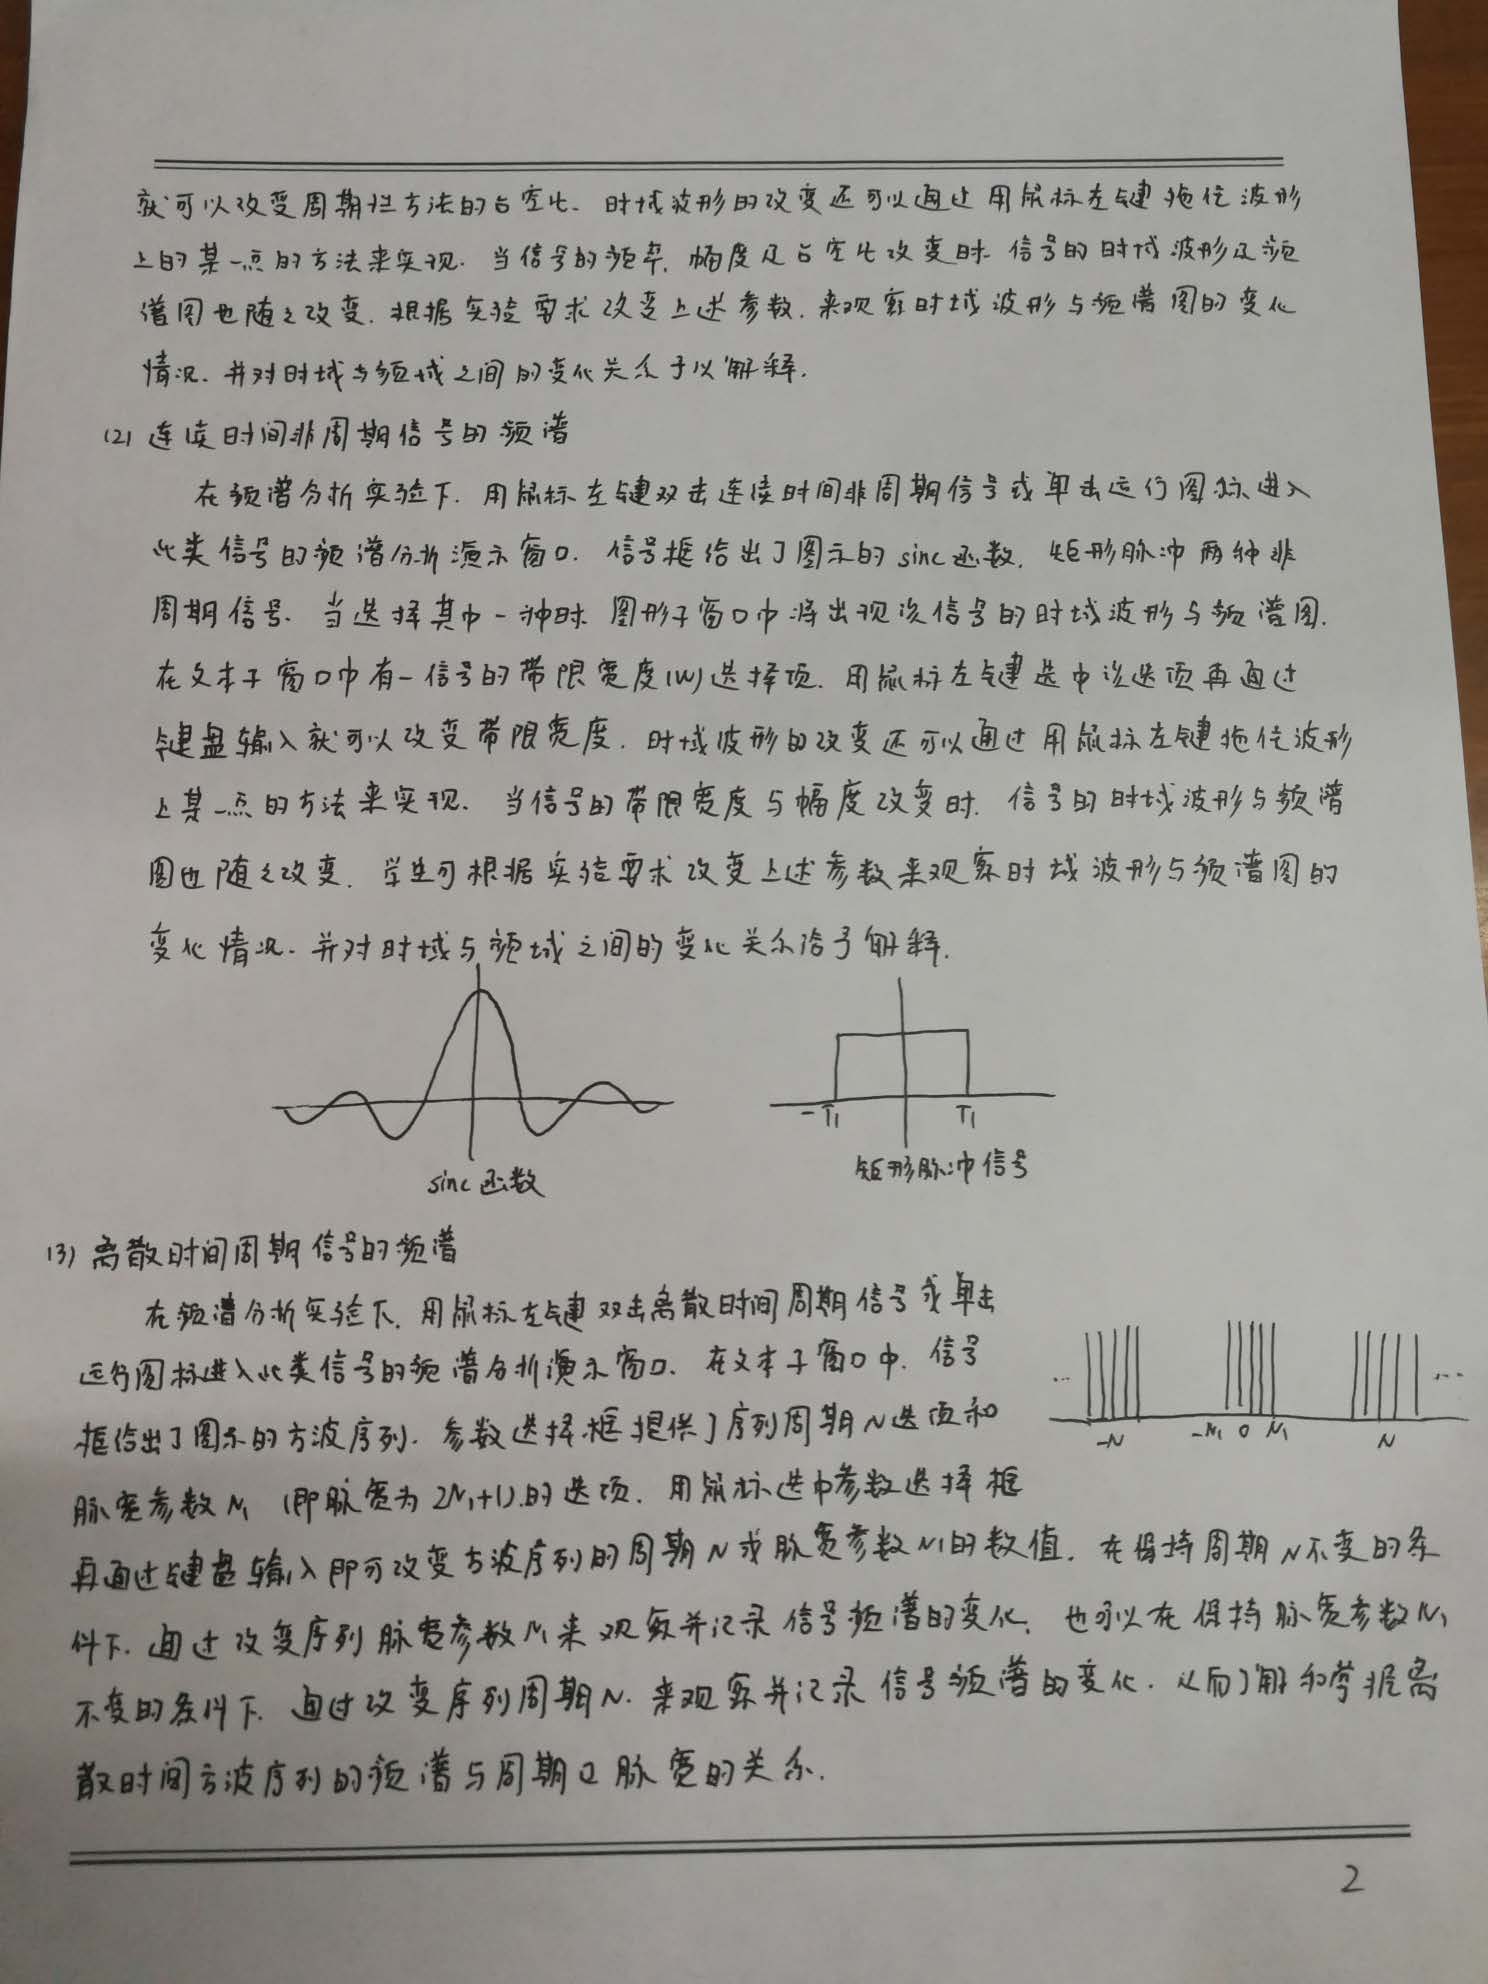 就可以改变周期性方法的占空比. 时域波形的改变还可以通过用鼠标左键拖住波形
上的某一点的方法来实现. 当信号的频率, 幅度及占空比改变时. 信号的时域波形及频
谱图也随之改变. 根据实验要求改变上述参数. 来观察时域波形与频谱图的变化
情况. 并对时域与频域之间的变化关系予以解释.
(2) 连续时间非周期信号的频谱
在频谱分析实验下. 用鼠标左键双击连续时间非周期信号或单击运行图标进入
此类信号的频谱分析演示窗口. 信号框给出了图示的sinc函数, 矩形脉冲两种非
周期信号. 当选择其中一种时. 图形子窗口中将出现该信号的时域波形与频谱图.
在文本子窗口中有一信号的带限宽度(W)选择项. 用鼠标左键选中该选项再通过
键盘输入就可以改变带限宽度. 时域波形的改变还可以通过用鼠标左键拖住波形
上某一点的方法来实现. 当信号的带限宽度与幅度改变时. 信号的时域波形与频谱
图也随之改变. 学生可根据实验要求改变上述参数来观察时域波形与频谱图的
变化情况. 并对时域与频域之间的变化关系给予解释.
-T₁ T₁
sinc函数 矩形脉冲信号
(3) 离散时间周期信号的频谱
在频谱分析实验下. 用鼠标左键双击离散时间周期信号或单击
运行图标进入此类信号的频谱分析演示窗口. 在文本子窗口中. 信号
... ...
框给出了图示的方波序列. 参数选择框提供了序列周期N选项和
-N -N₁ 0 N₁ N
脉宽参数N₁ (即脉宽为2N₁+1).的选项. 用鼠标选中参数选择框
再通过键盘输入即可改变方波序列的周期N或脉宽参数N₁的数值. 在保持周期N不变的条
件下. 通过改变序列脉宽参数N₁来观察并记录信号频谱的变化. 也可以在保持脉宽参数N₁
不变的条件下. 通过改变序列周期N. 来观察并记录信号频谱的变化. 从而了解和掌握离
散时间方波序列的频谱与周期口脉宽的关系.
2